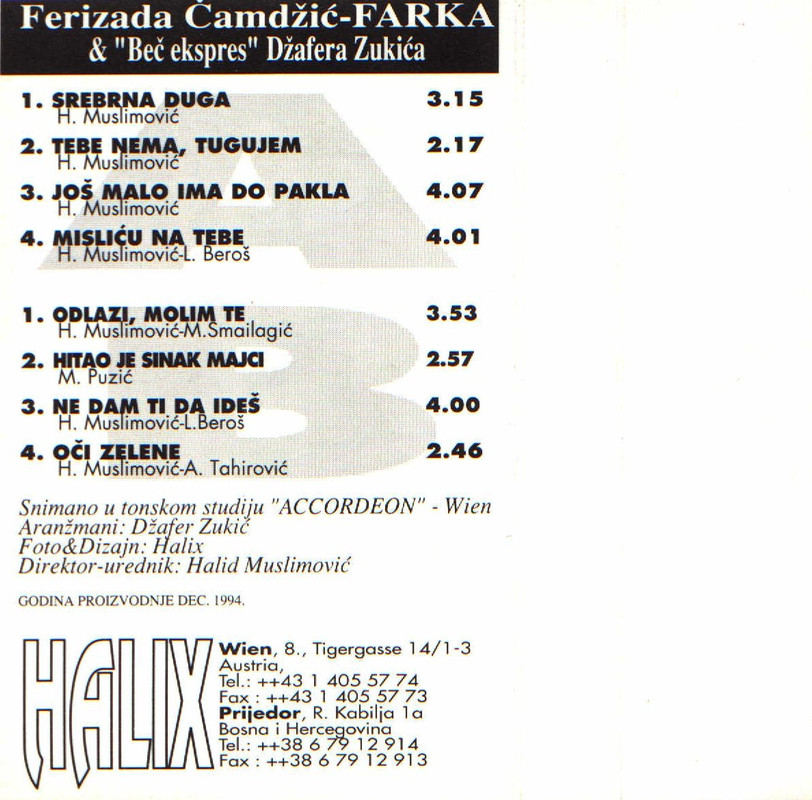 Ferizada Čamdžić-FARKA
& "Beč ekspres" Džafera Zukića
A
1. SREBRNA DUGA 3.15
H. Muslimović
2. TEBE NEMA, TUGUJEM 2.17
H. Muslimović
3. JOŠ MALO IMA DO PAKLA 4.07
H. Muslimović
4. MISLIĆU NA TEBE 4.01
H. Muslimović-L. Beroš
B
1. ODLAZI, MOLIM TE 3.53
H. Muslimović-M.Smailagić
2. HITAO JE SINAK MAJCI 2.57
M. Puzić
3. NE DAM TI DA IDEŠ 4.00
H. Muslimović-L.Beroš
4. OČI ZELENE 2.46
H. Muslimović-A. Tahirović
Snimano u tonskom studiju "ACCORDEON" - Wien
Aranžmani: Džafer Zukić
Foto&Dizajn: Halix
Direktor-urednik: Halid Muslimović
GODINA PROIZVODNJE DEC. 1994.
HALIX
Wien, 8., Tigergasse 14/1-3
Austria,
Tel.: ++43 1 405 57 74
Fax : ++43 1 405 57 73
Prijedor, R. Kabilja 1a
Bosna i Hercegovina
Tel.: ++38 6 79 12 914
Fax : ++38 6 79 12 913